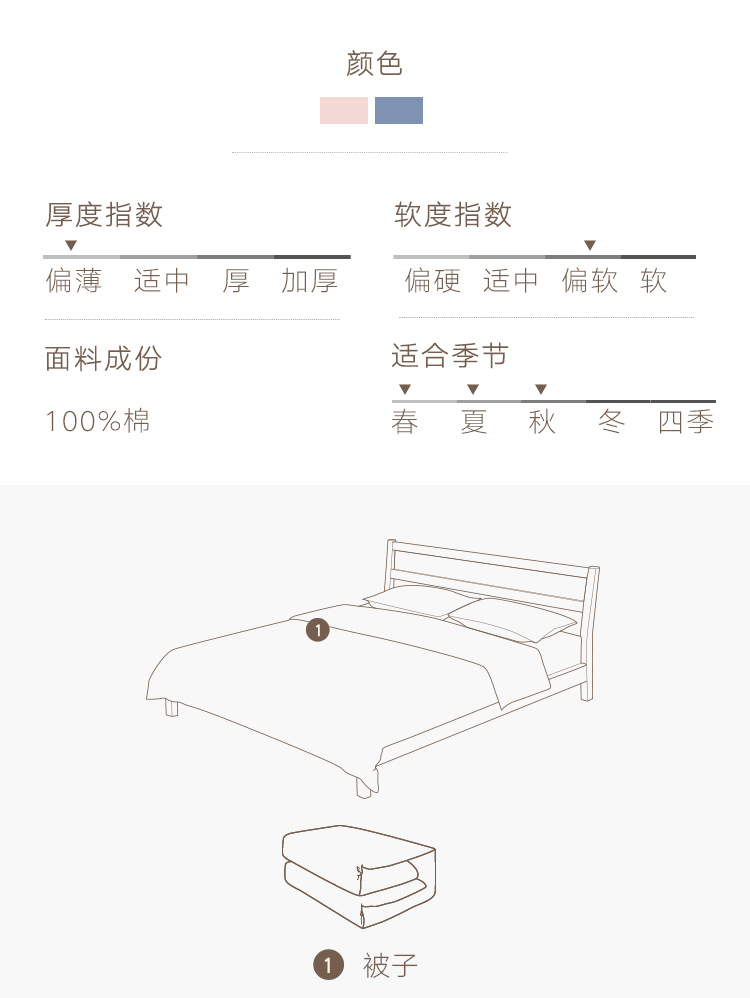 颜色
厚度指数
偏薄 适中 厚 加厚
软度指数
偏硬 适中 偏软 软
面料成份
100%棉
适合季节
春 夏 秋 冬 四季
1
1 被子